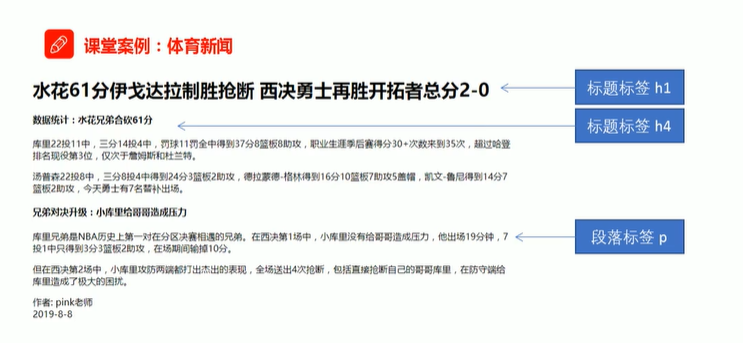 课堂案例：体育新闻
水花61分伊戈达拉制胜抢断 西决勇士再胜开拓者总分2-0
标题标签 h1
数据统计：水花兄弟合砍61分
标题标签 h4
库里22投11中，三分14投4中，罚球11罚全中得到37分8篮板8助攻，职业生涯季后赛得分30+次数来到35次，超过哈登
排名现役第3位，仅次于詹姆斯和杜兰特。
汤普森22投8中，三分8投4中得到24分3篮板2助攻，德拉蒙德-格林得到16分10篮板7助攻5盖帽，凯文-鲁尼得到14分7
篮板2助攻，今天勇士有7名替补出场。
兄弟对决升级：小库里给哥哥造成压力
库里兄弟是NBA历史上第一对在分区决赛相遇的兄弟。在西决第1场中，小库里没有给哥哥造成压力，他出场19分钟，7
投1中只得到3分3篮板2助攻，在场期间输掉10分。
段落标签 p
但在西决第2场中，小库里攻防两端都打出杰出的表现，全场送出4次抢断，包括直接抢断自己的哥哥库里，在防守端给
库里造成了极大的困扰。
作者: pink老师
2019-8-8